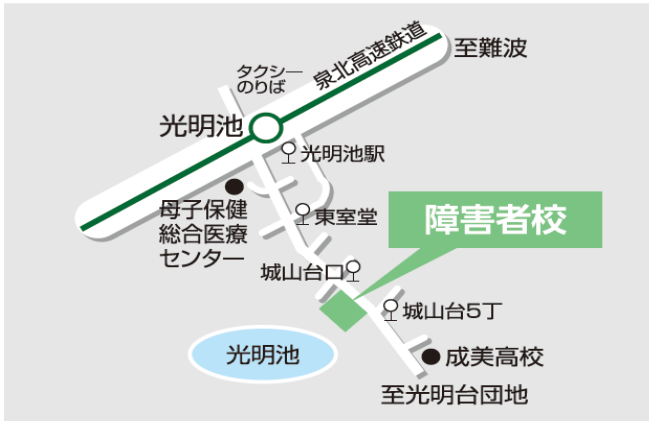 至難波
泉北高速鉄道
タクシー
のりば
光明池
光明池駅
母子保健
総合医療
センター
東室堂
障害者校
城山台口
城山台5丁
光明池
成美高校
至光明台団地